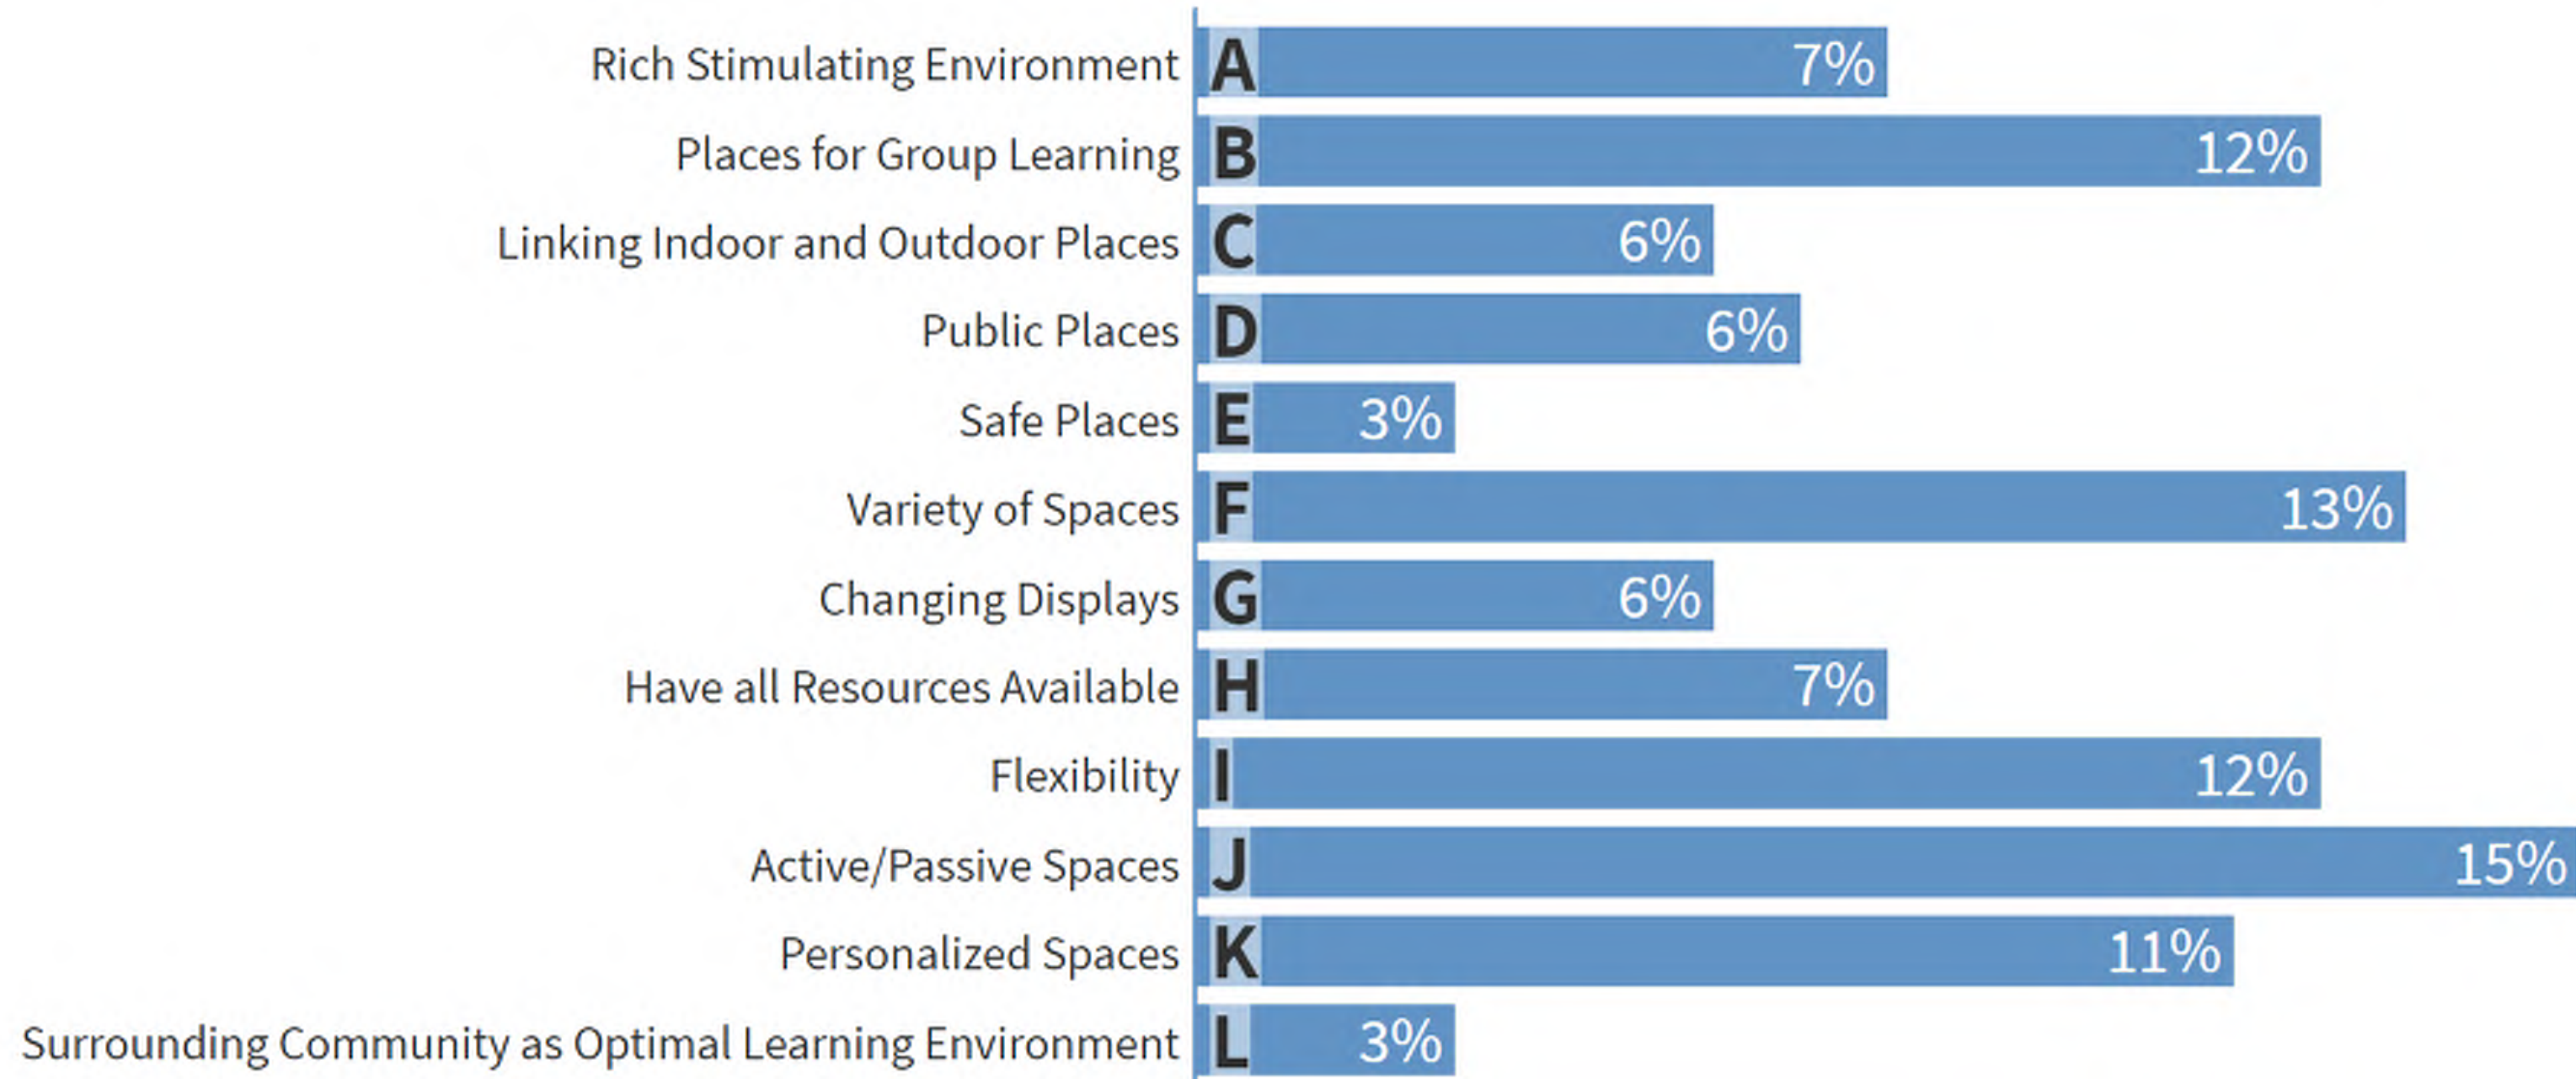 Rich Stimulating Environment A 7%
Places for Group Learning B 12%
Linking Indoor and Outdoor Places C 6%
Public Places D 6%
Safe Places E 3%
Variety of Spaces F 13%
Changing Displays G 6%
Have all Resources Available H 7%
Flexibility I 12%
Active/Passive Spaces J 15%
Personalized Spaces K 11%
Surrounding Community as Optimal Learning Environment L 3%